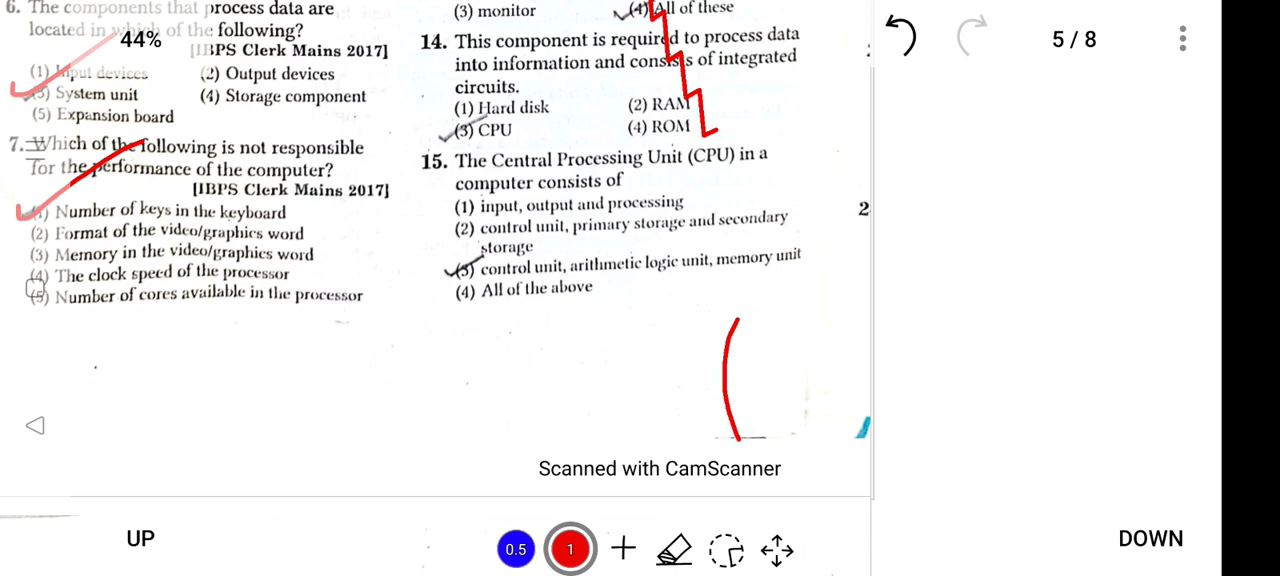 6. The components that process data are
located in which of the following?
[IBPS Clerk Mains 2017]
(1) Input devices (2) Output devices
(3) System unit (4) Storage component
(5) Expansion board
7. Which of the following is not responsible
for the performance of the computer?
[IBPS Clerk Mains 2017]
(1) Number of keys in the keyboard
(2) Format of the video/graphics word
(3) Memory in the video/graphics word
(4) The clock speed of the processor
(5) Number of cores available in the processor
44%
(3) monitor (4) All of these
14. This component is required to process data
into information and consists of integrated
circuits.
(1) Hard disk (2) RAM
(3) CPU (4) ROM
15. The Central Processing Unit (CPU) in a
computer consists of
(1) input, output and processing
(2) control unit, primary storage and secondary
storage
(3) control unit, arithmetic logic unit, memory unit
(4) All of the above
2
Scanned with CamScanner
5 / 8
UP
0.5
1
DOWN